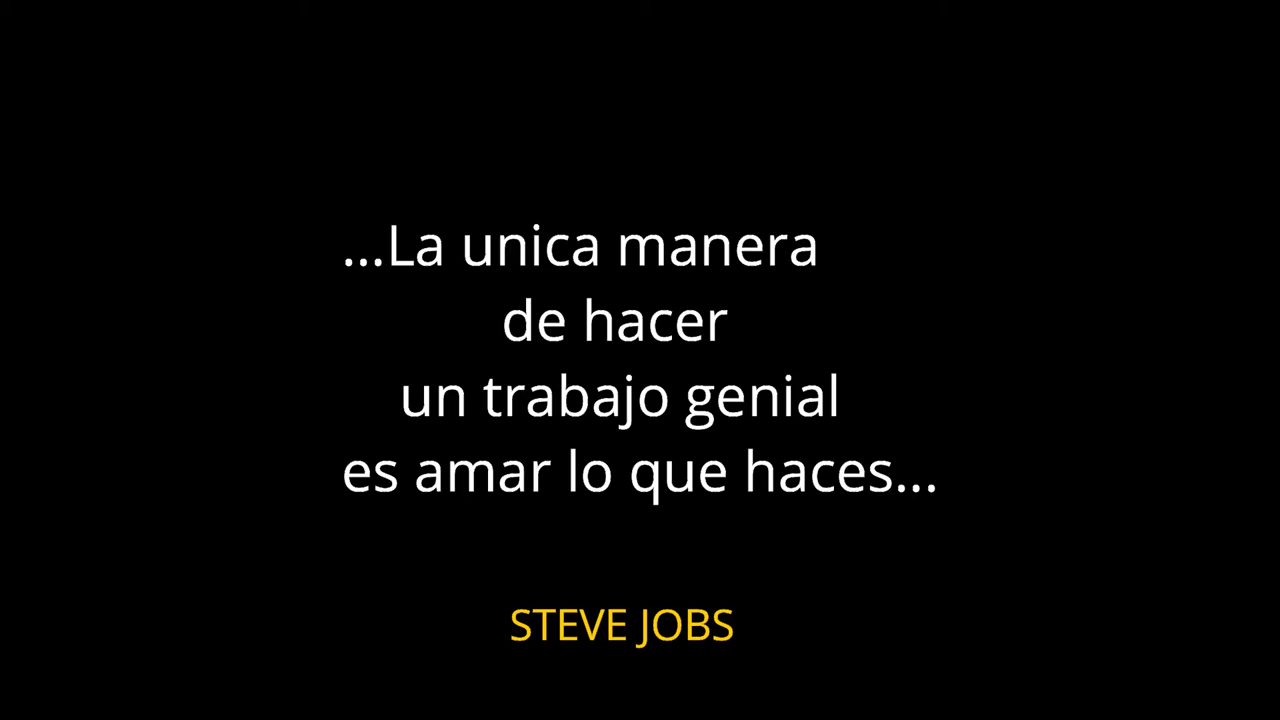 ...La unica manera
de hacer
un trabajo genial
es amar lo que haces...
STEVE JOBS